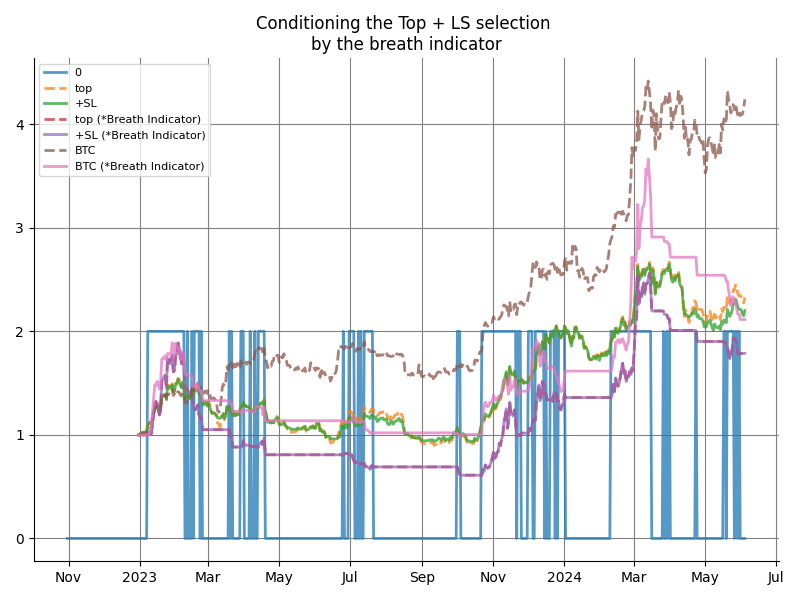 Conditioning the Top + LS selection
by the breath indicator
0
top
+SL
top (*Breath Indicator)
+SL (*Breath Indicator)
BTC
BTC (*Breath Indicator)
4
3
2
1
0
Nov 2023 Mar May Jul Sep Nov 2024 Mar May Jul